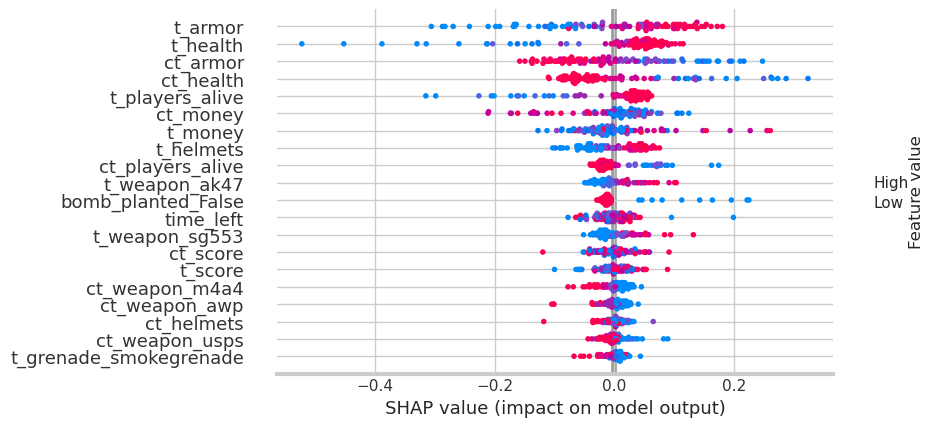 t_armor
t_health
ct_armor
ct_health
t_players_alive
ct_money
t_money
t_helmets
ct_players_alive
t_weapon_ak47
bomb_planted_False
time_left
t_weapon_sg553
ct_score
t_score
ct_weapon_m4a4
ct_weapon_awp
ct_helmets
ct_weapon_usps
t_grenade_smokegrenade
−0.4 −0.2 0.0 0.2
SHAP value (impact on model output)
High
Low
Feature value